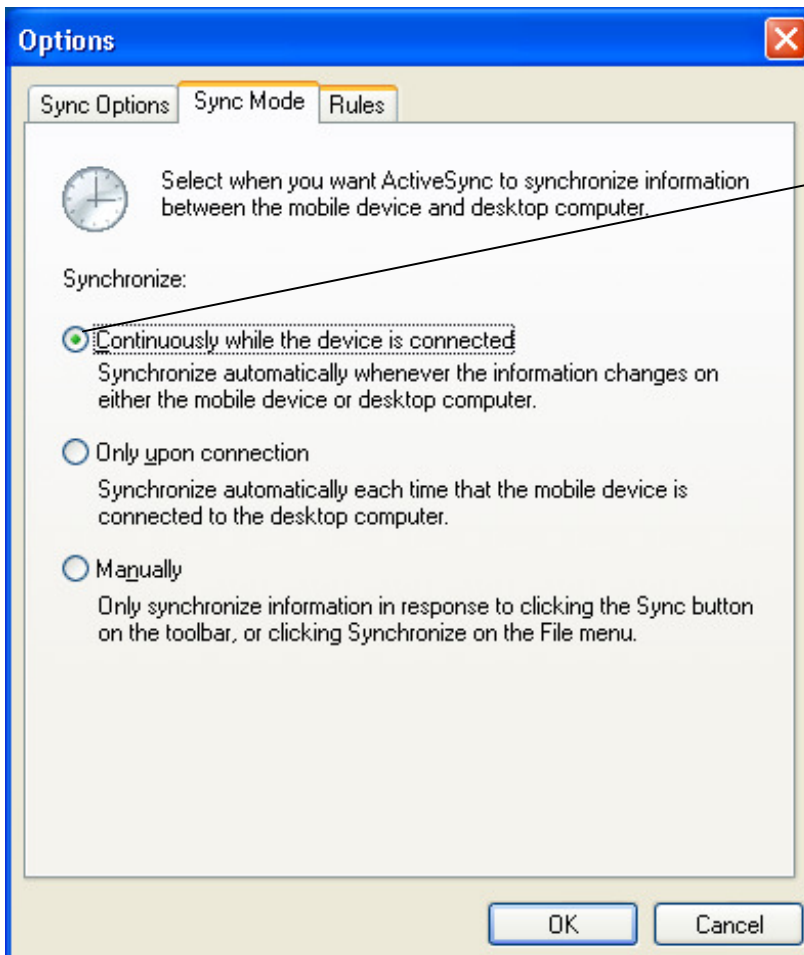 Options
Sync Options Sync Mode Rules
Select when you want ActiveSync to synchronize information
between the mobile device and desktop computer.
Synchronize:
Continuously while the device is connected
Synchronize automatically whenever the information changes on
either the mobile device or desktop computer.
Only upon connection
Synchronize automatically each time that the mobile device is
connected to the desktop computer.
Manually
Only synchronize information in response to clicking the Sync button
on the toolbar, or clicking Synchronize on the File menu.
OK Cancel